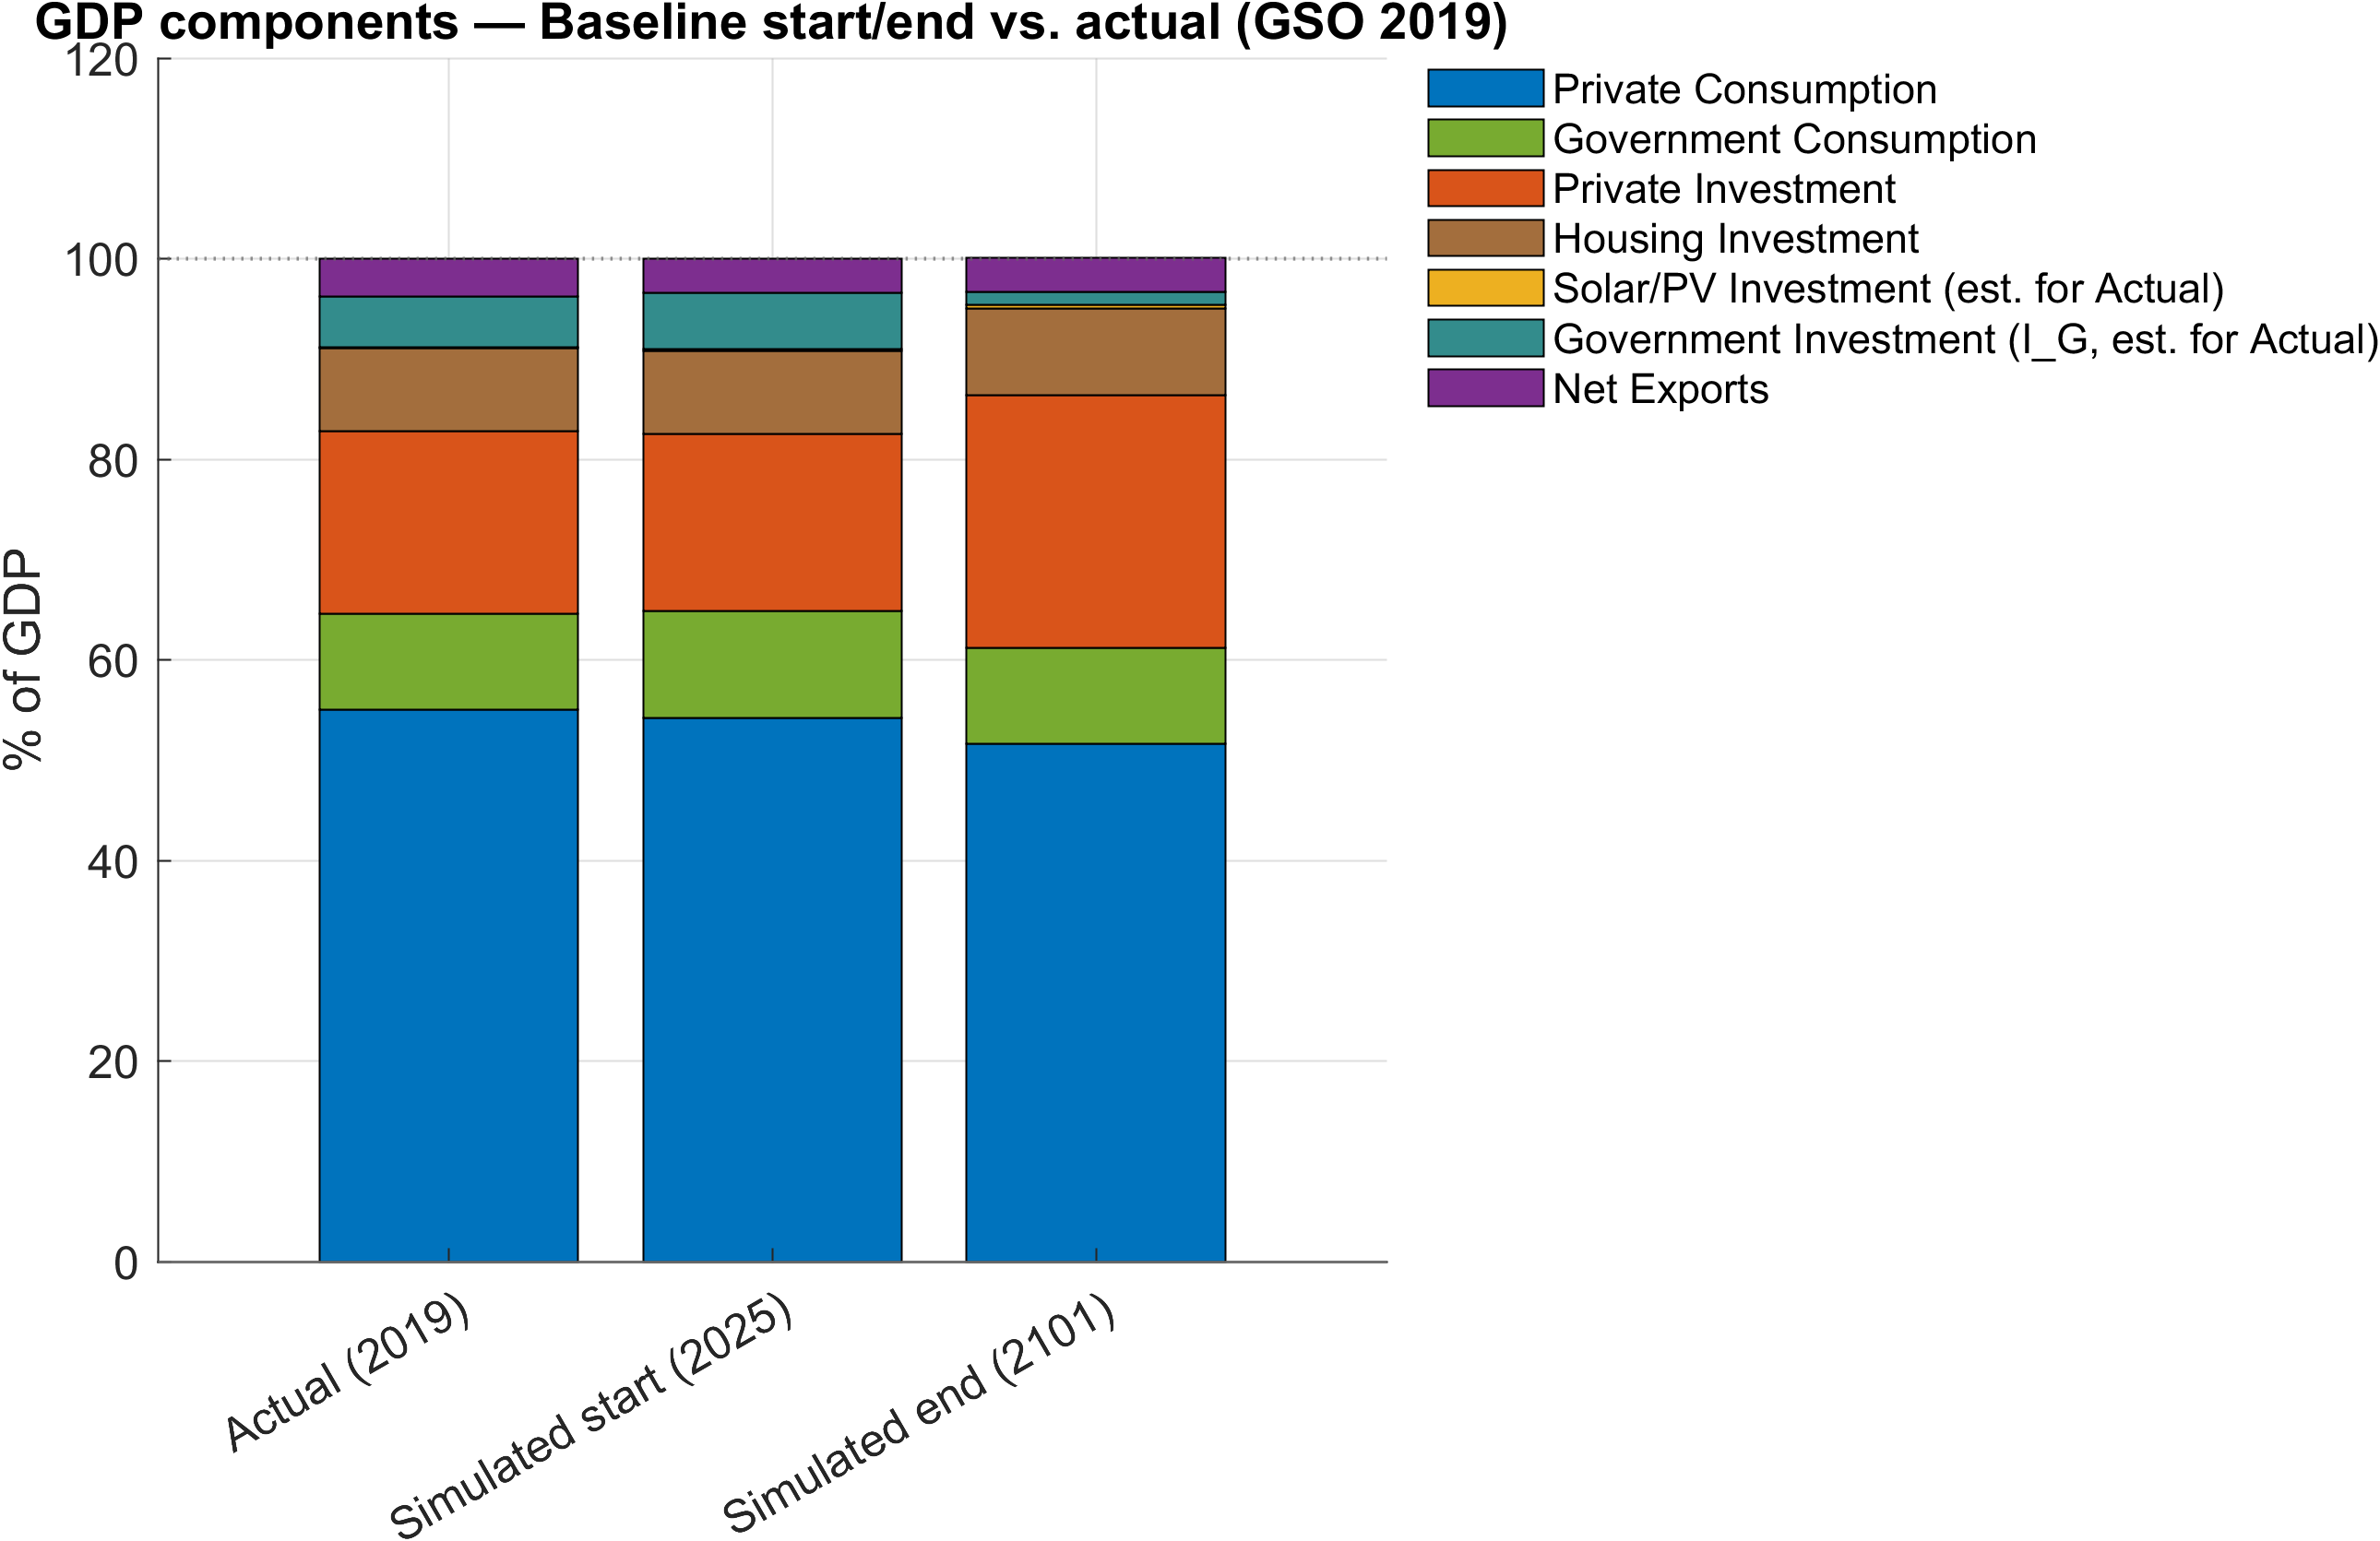 GDP components — Baseline start/end vs. actual (GSO 2019)
120
100
80
60
40
20
0
% of GDP
Actual (2019)
Simulated start (2025)
Simulated end (2101)
Private Consumption
Government Consumption
Private Investment
Housing Investment
Solar/PV Investment (est. for Actual)
Government Investment (I_G, est. for Actual)
Net Exports